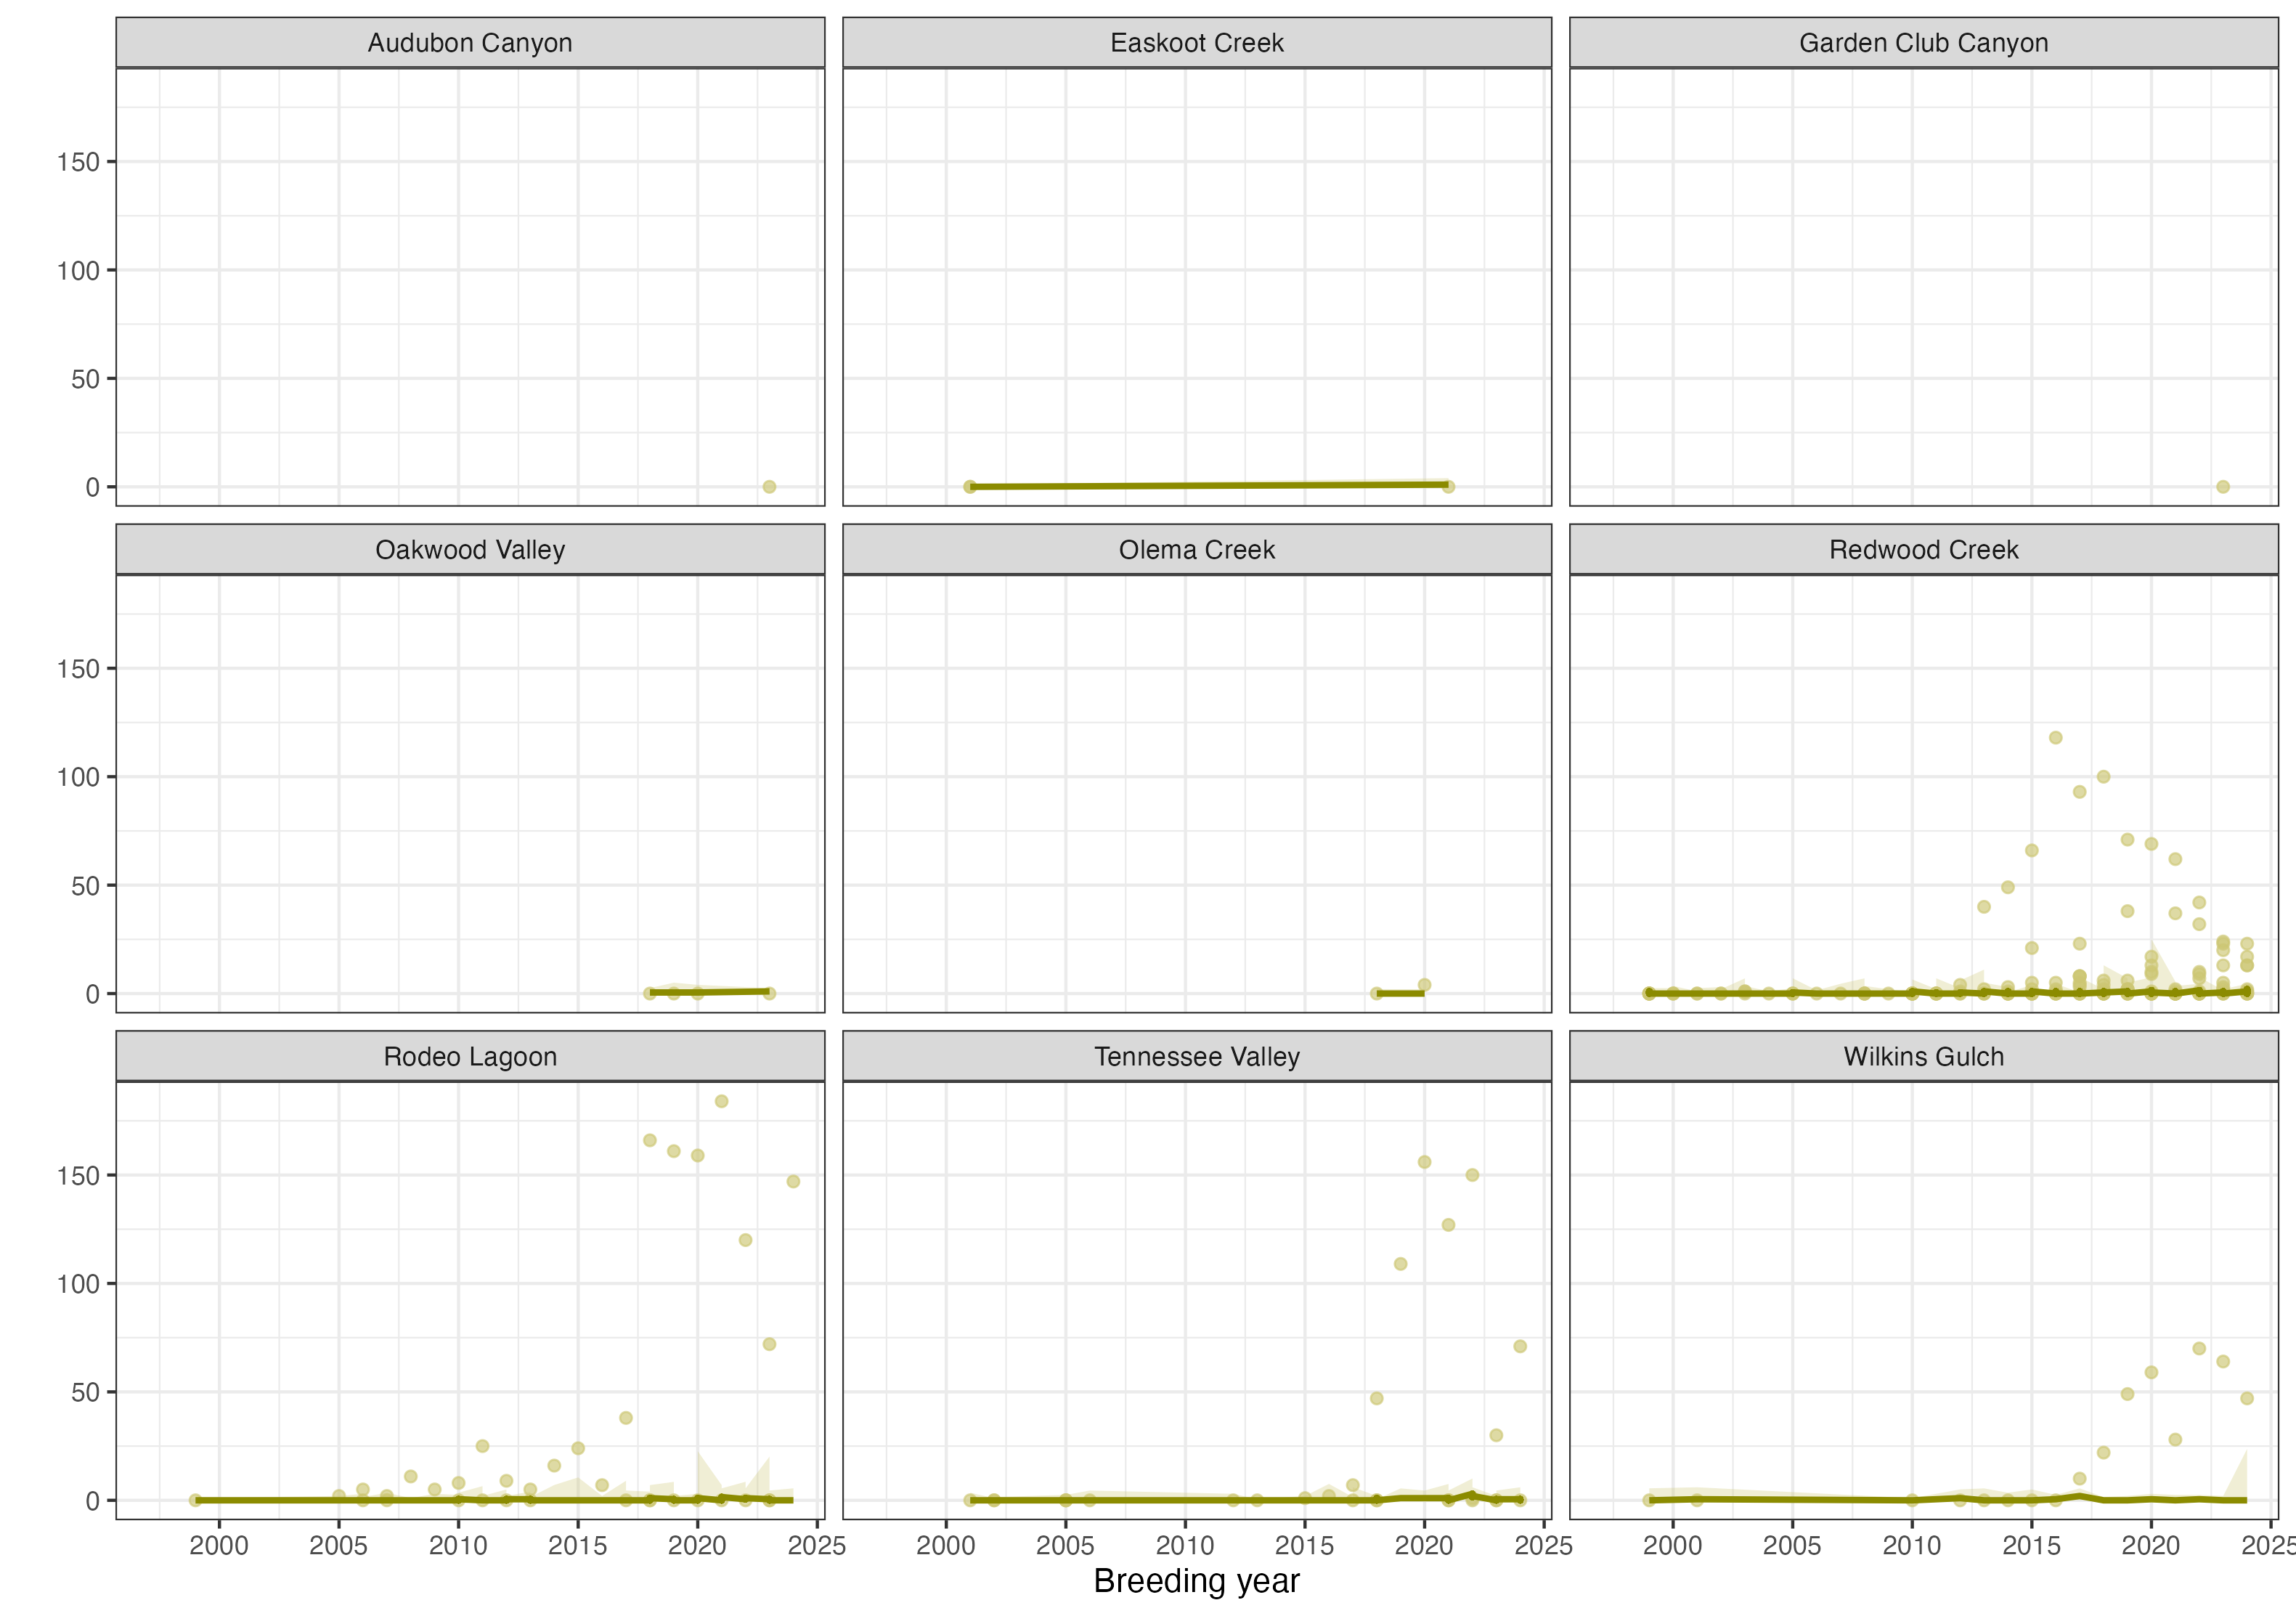 Audubon Canyon Easkoot Creek Garden Club Canyon
150
100
50
0
Oakwood Valley Olema Creek Redwood Creek
150
100
50
0
Rodeo Lagoon Tennessee Valley Wilkins Gulch
150
100
50
0
2000 2005 2010 2015 2020 2025 2000 2005 2010 2015 2020 2025 2000 2005 2010 2015 2020 2025
Breeding year